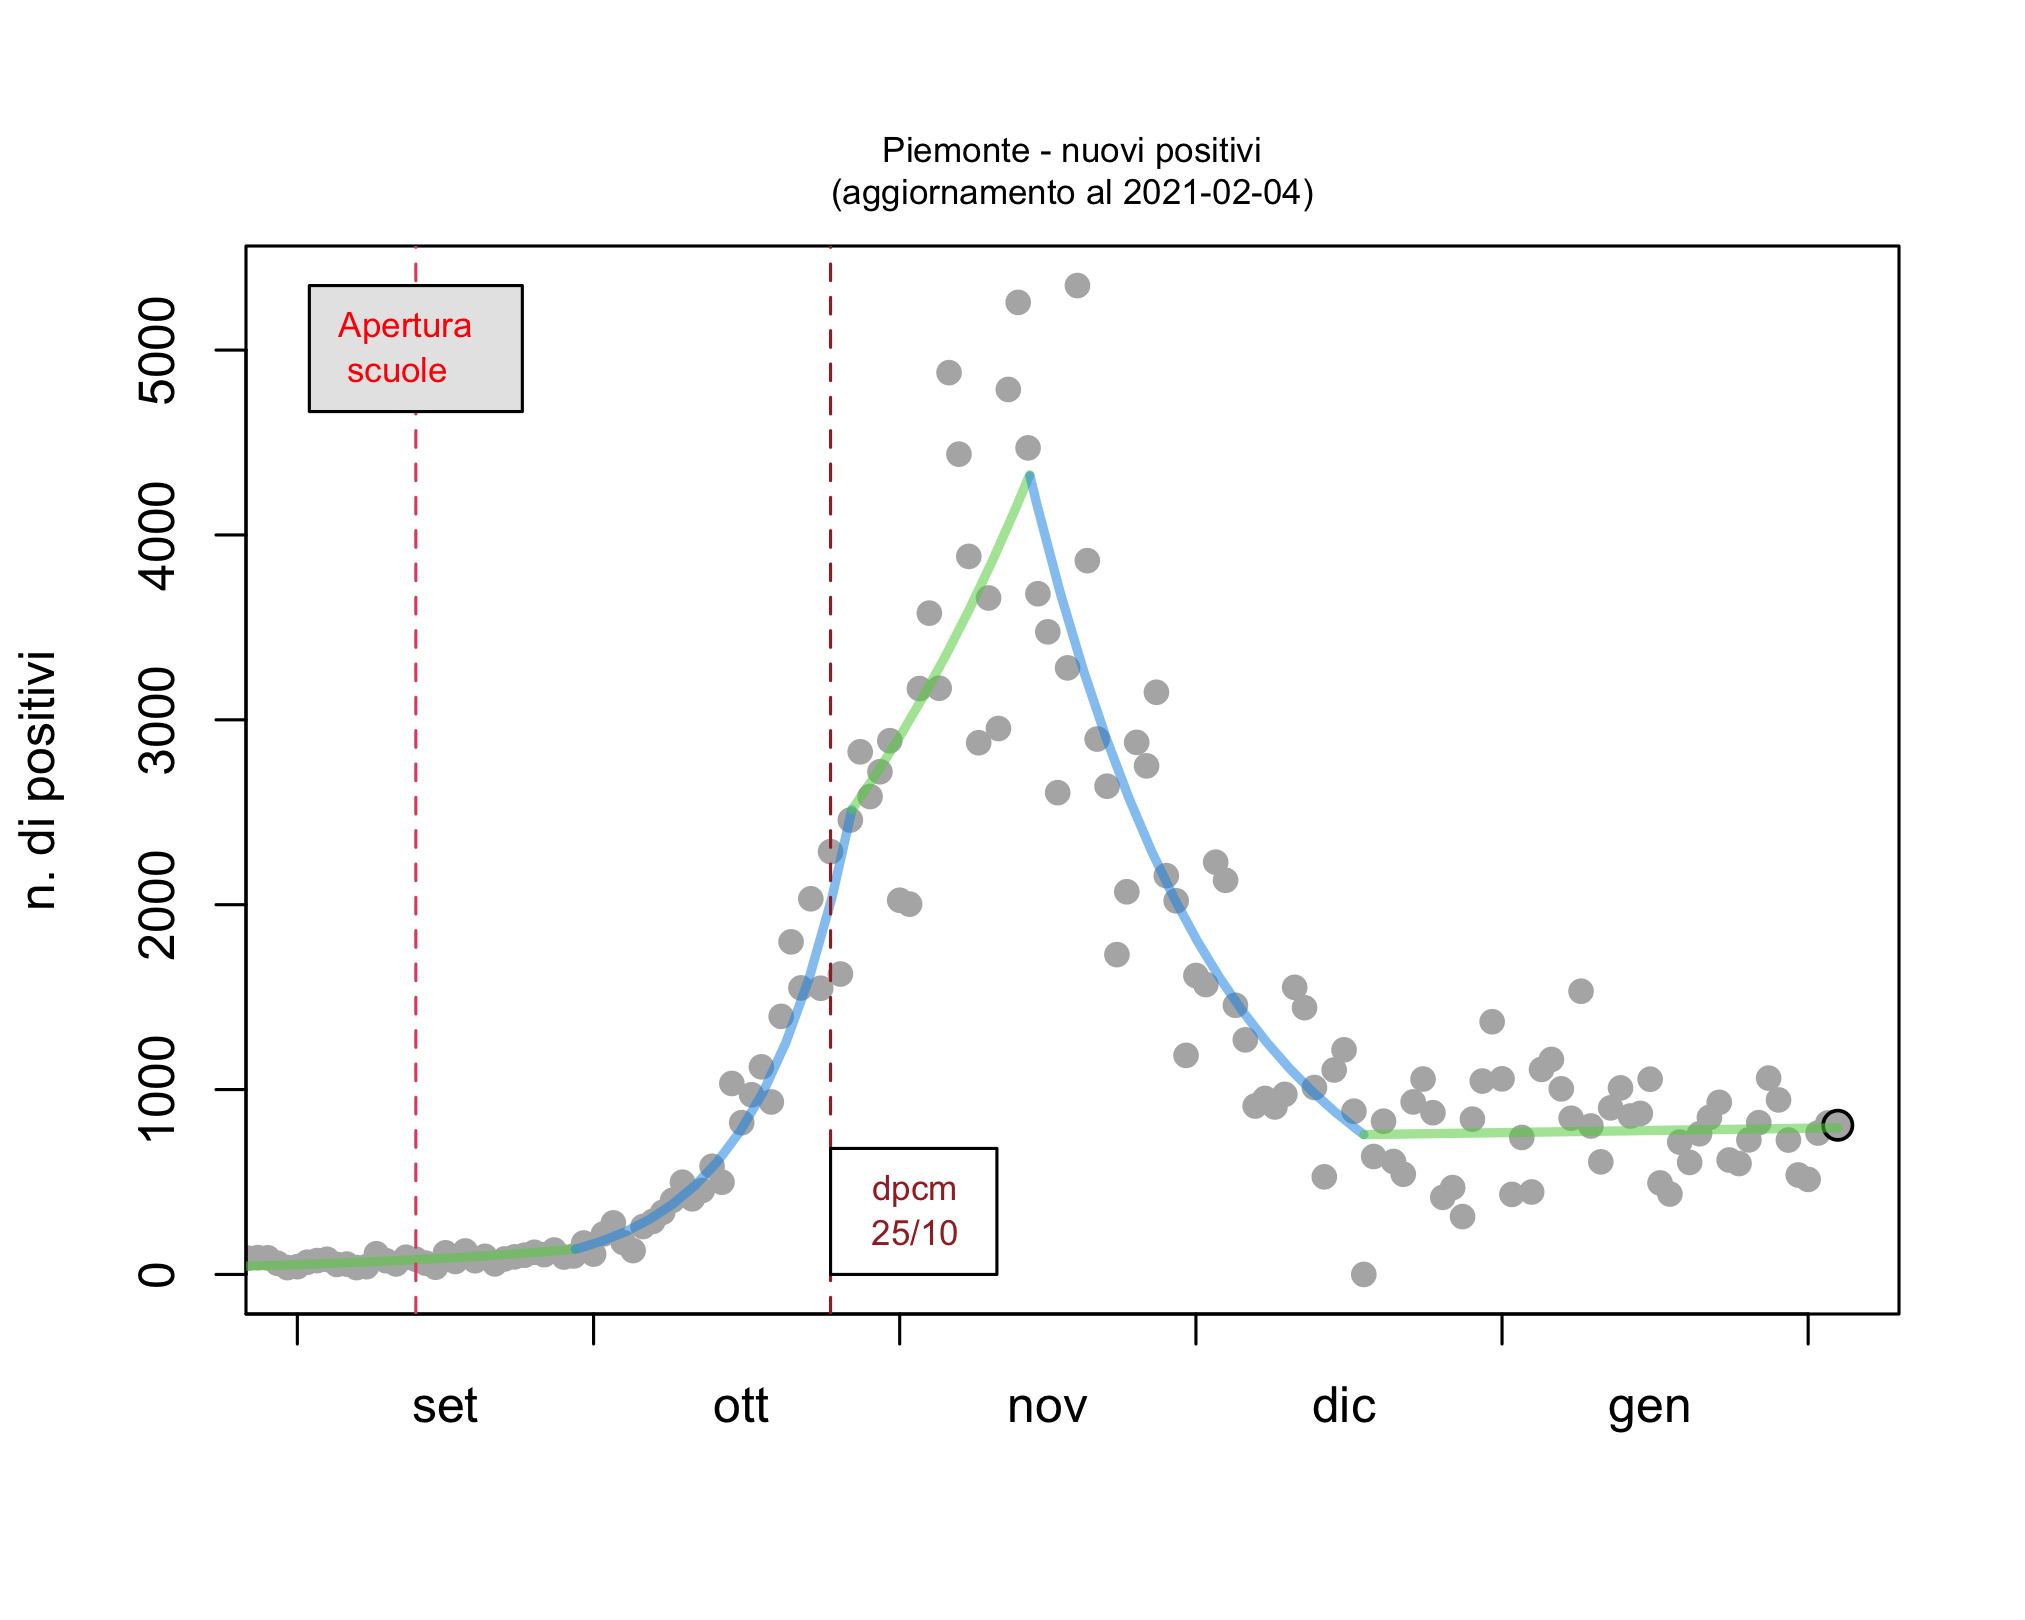 Piemonte - nuovi positivi
(aggiornamento al 2021-02-04)
Apertura
scuole
dpcm
25/10
n. di positivi
5000
4000
3000
2000
1000
0
set ott nov dic gen